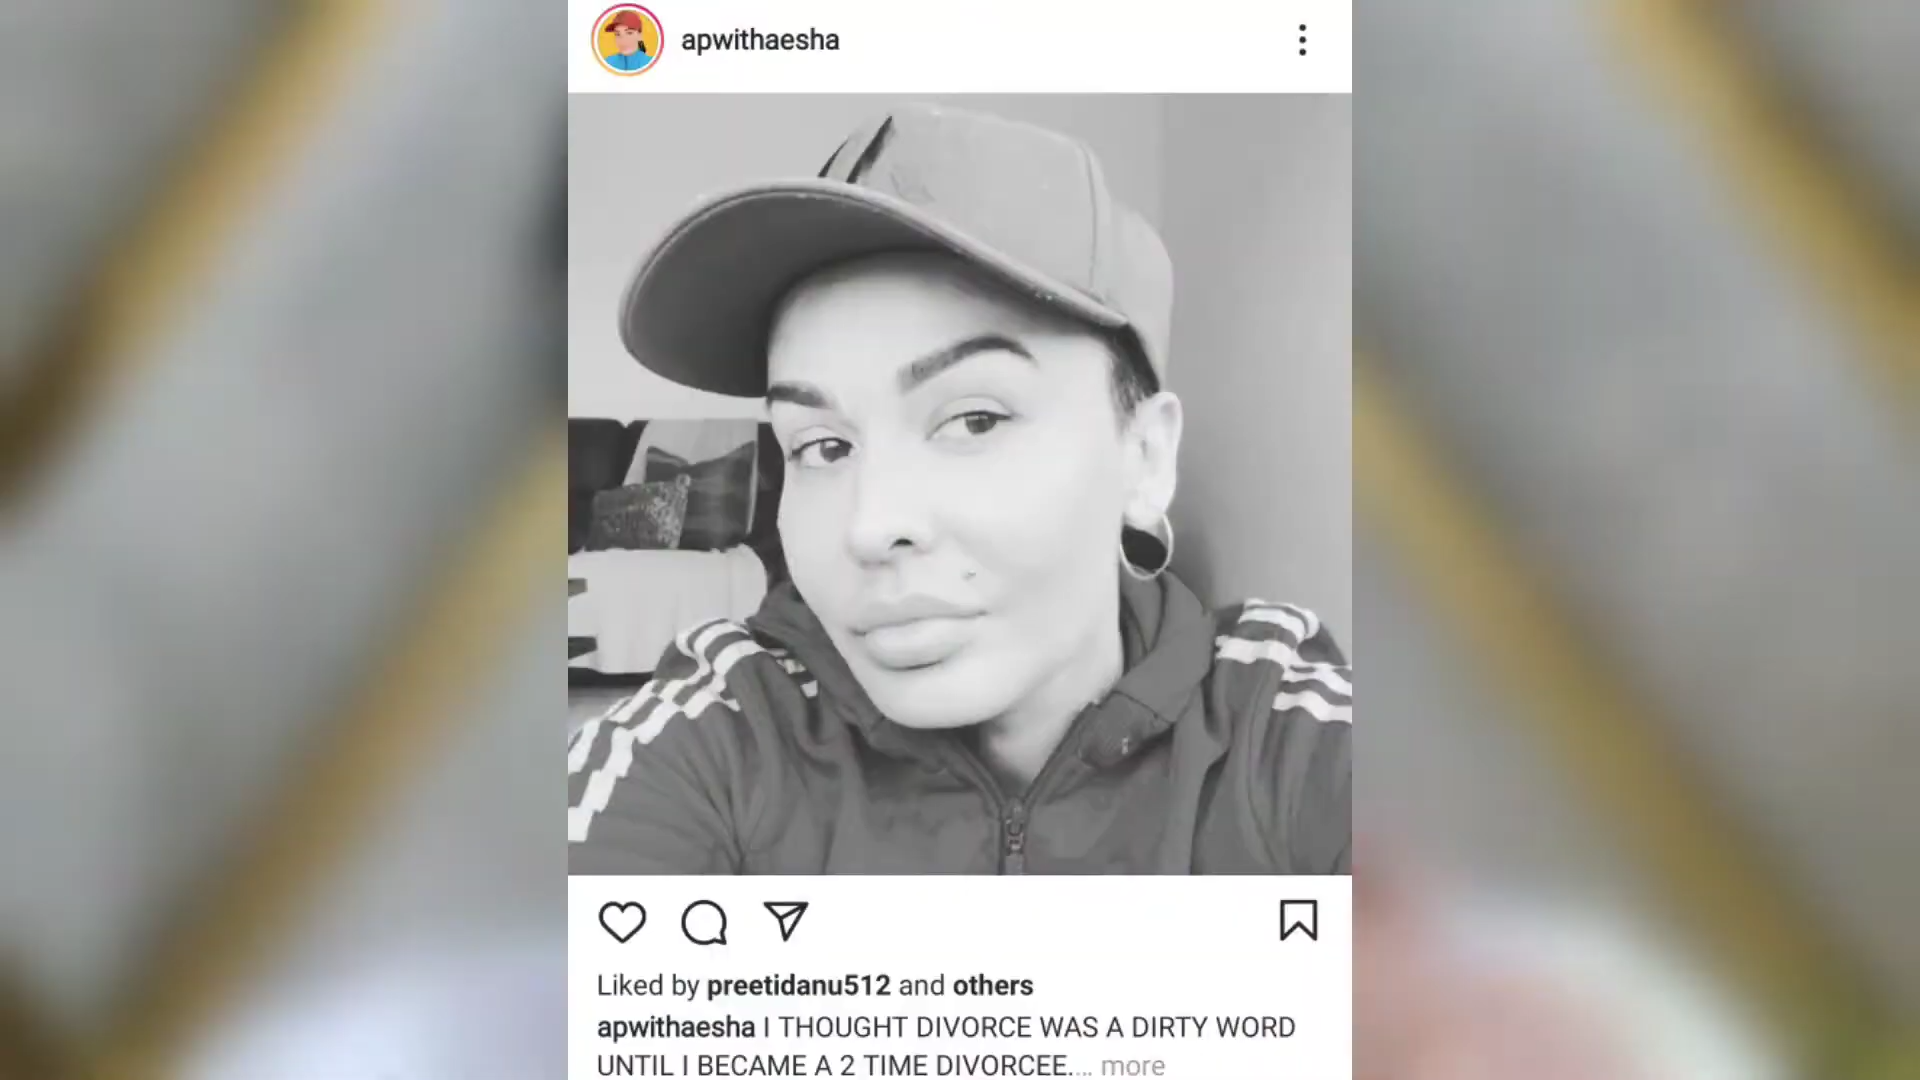 apwithaesha
Liked by preetidanu512 and others
apwithaesha I THOUGHT DIVORCE WAS A DIRTY WORD
UNTIL I BECAME A 2 TIME DIVORCEE.... more